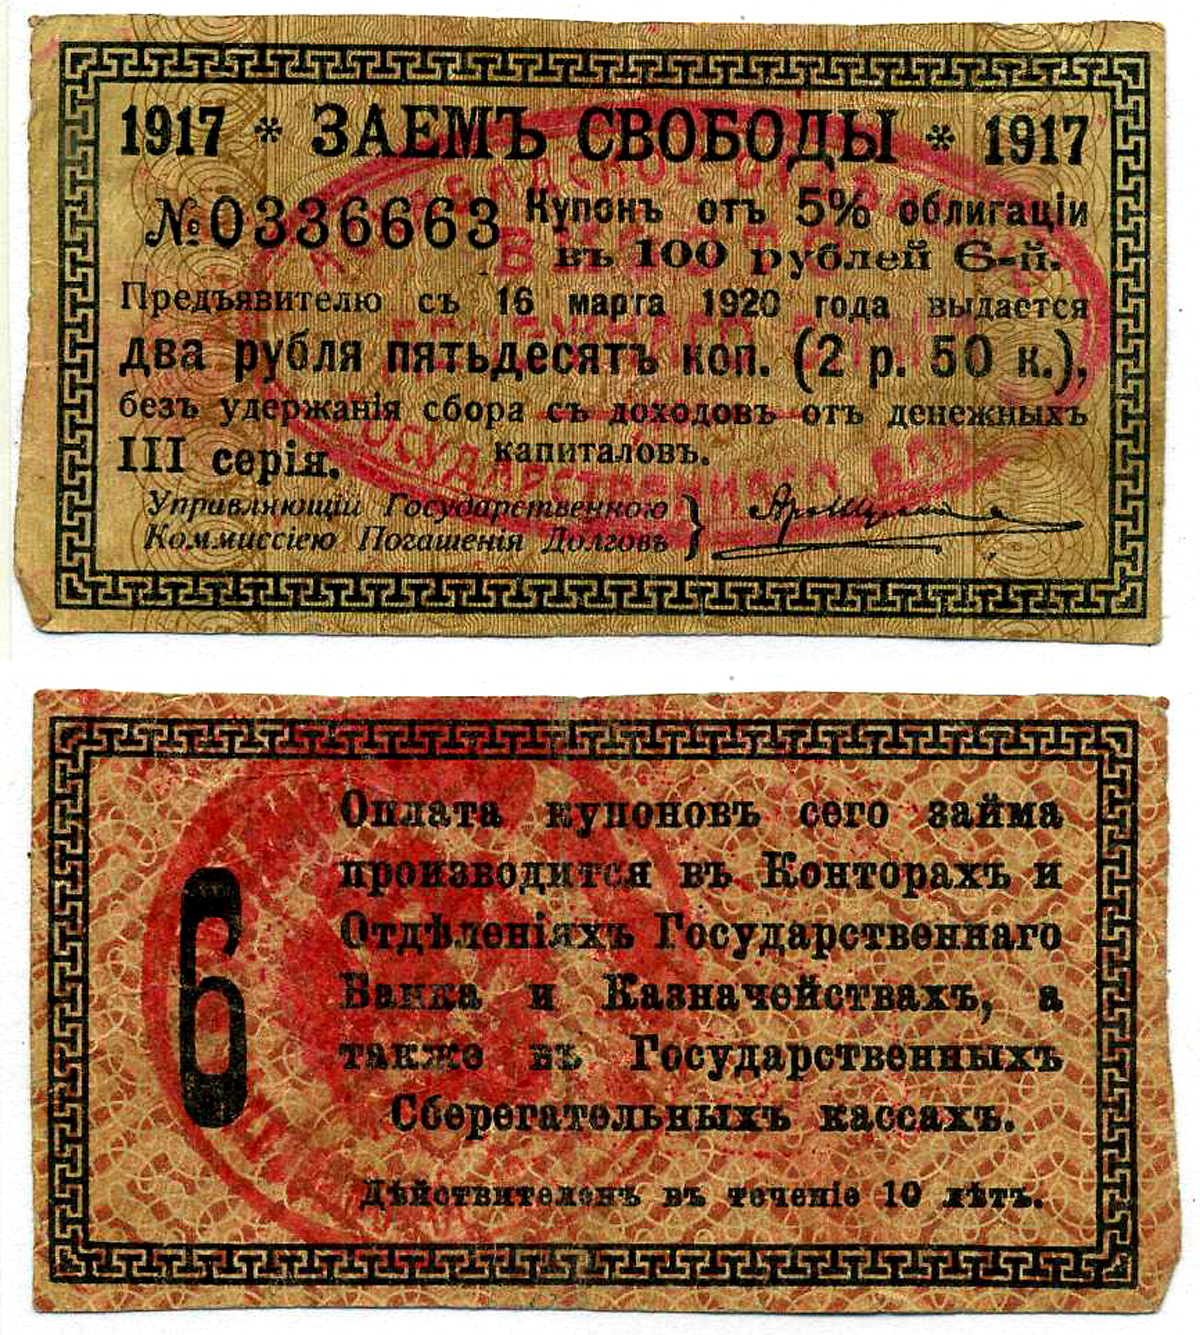 1917 * ЗАЕМЪ СВОБОДЫ * 1917
№0336663 Купонъ отъ 5% облигаціи
въ 100 рублей 6-й.
Предъявителю съ 16 марта 1920 года выдается
два рубля пятьдесятъ коп. (2 р. 50 к.),
безъ удержанія сбора съ доходовъ отъ денежныхъ
III серія. капиталовъ.
Управляющій Государственною
Коммиссіею Погашенія Долговъ }
ГОСУДАРСТВЕННАГО
6
Оплата купоновъ сего займа
производится въ Конторахъ и
Отдѣленіяхъ Государственнаго
Банка и Казначействахъ, а
также въ Государственныхъ
Сберегательныхъ кассахъ.
Дѣйствителенъ въ теченіе 10 лѣтъ.